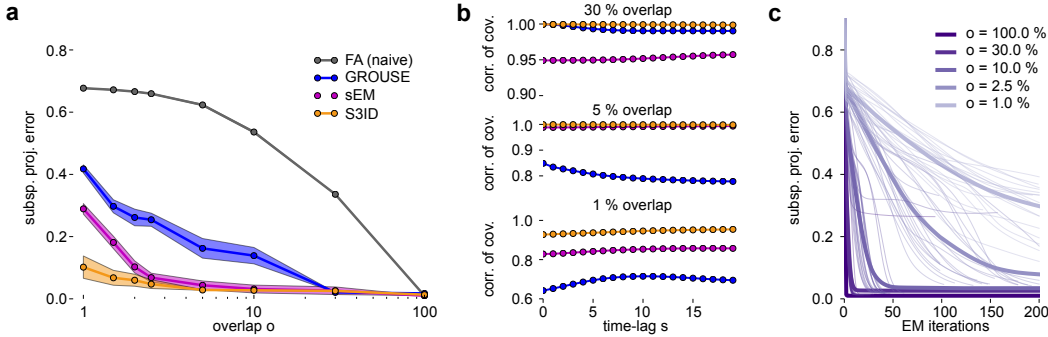 a
subsp. proj. error
0.8
0.6
0.4
0.2
0.0
1
10
100
overlap o
FA (naive)
GROUSE
sEM
S3ID
b
30 % overlap
corr. of cov.
1.00
0.95
0.90
5 % overlap
corr. of cov.
1.0
0.9
0.8
1 % overlap
corr. of cov.
1.0
0.8
0.6
0
5
10
15
time-lag s
c
subsp. proj. error
0.8
0.6
0.4
0.2
0.0
0
50
100
150
200
EM iterations
o = 100.0 %
o = 30.0 %
o = 10.0 %
o = 2.5 %
o = 1.0 %